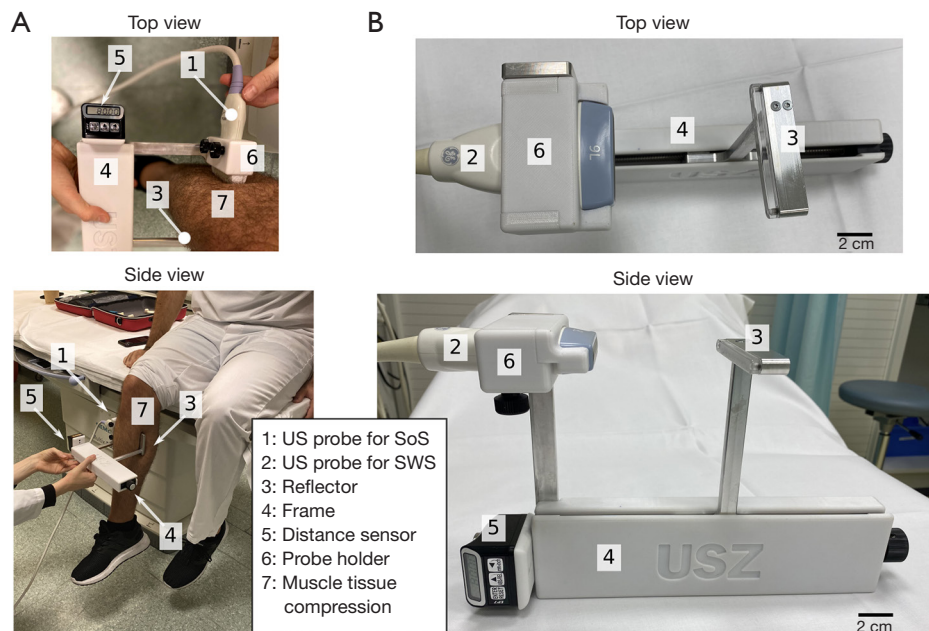 A
Top view
5
1
4
6
3
7
Side view
1
5
7
3
4
1: US probe for SoS
2: US probe for SWS
3: Reflector
4: Frame
5: Distance sensor
6: Probe holder
7: Muscle tissue
compression
B
Top view
2
6
9L
4
USZ
3
2 cm
Side view
2
6
3
5
4
USZ
2 cm